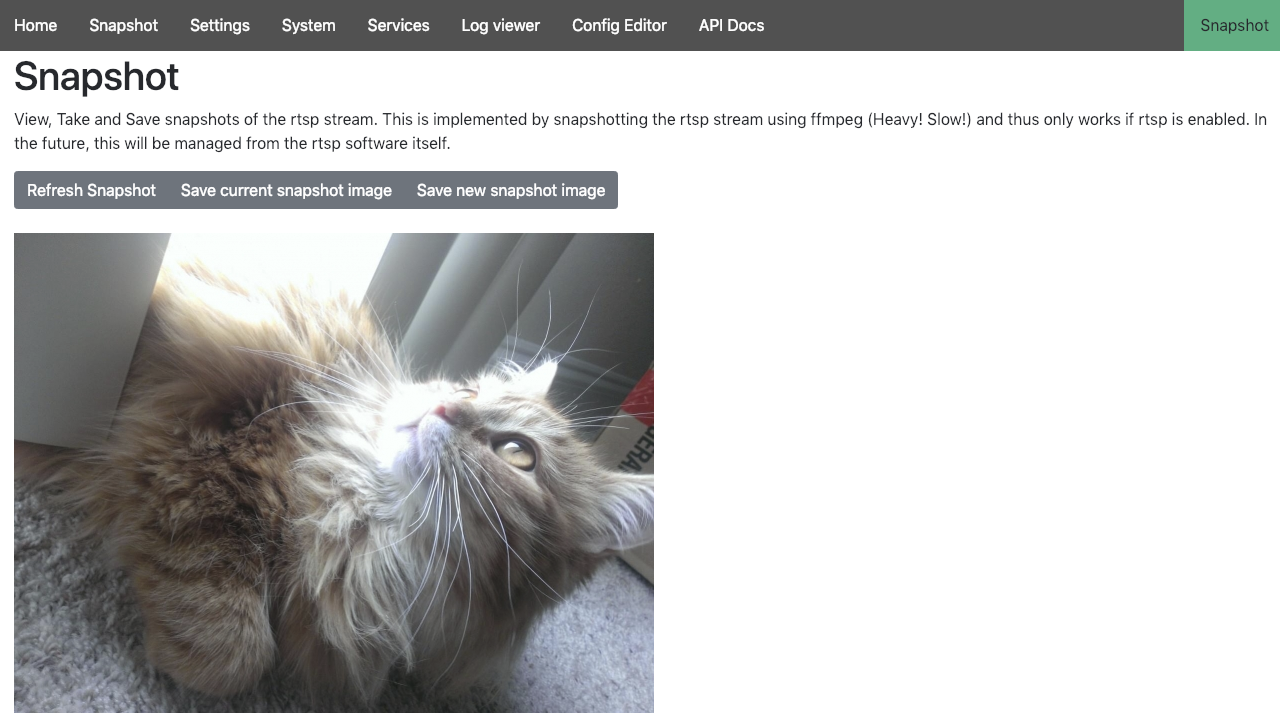 Home Snapshot Settings System Services Log viewer Config Editor API Docs Snapshot
Snapshot
View, Take and Save snapshots of the rtsp stream. This is implemented by snapshotting the rtsp stream using ffmpeg (Heavy! Slow!) and thus only works if rtsp is enabled. In
the future, this will be managed from the rtsp software itself.
Refresh Snapshot Save current snapshot image Save new snapshot image